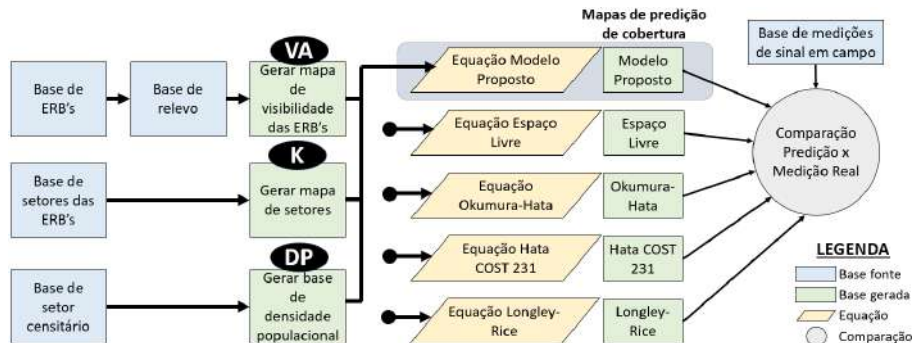 Mapas de predição
de cobertura
VA
Base de
ERB's
Base de
relevo
Gerar mapa
de
visibilidade
das ERB's
Equação Modelo
Proposto
Modelo
Proposto
Base de medições
de sinal em campo
Equação Espaço
Livre
Espaço
Livre
Comparação
Predição x
Medição Real
K
Base de
setores das
ERB's
Gerar mapa
de setores
Equação
Okumura-Hata
Okumura-
Hata
DP
Base de
setor
censitário
Gerar base
de
densidade
populacional
Equação Hata
COST 231
Hata COST
231
Equação Longley-
Rice
Longley-
Rice
LEGENDA
Base fonte
Base gerada
Equação
Comparação